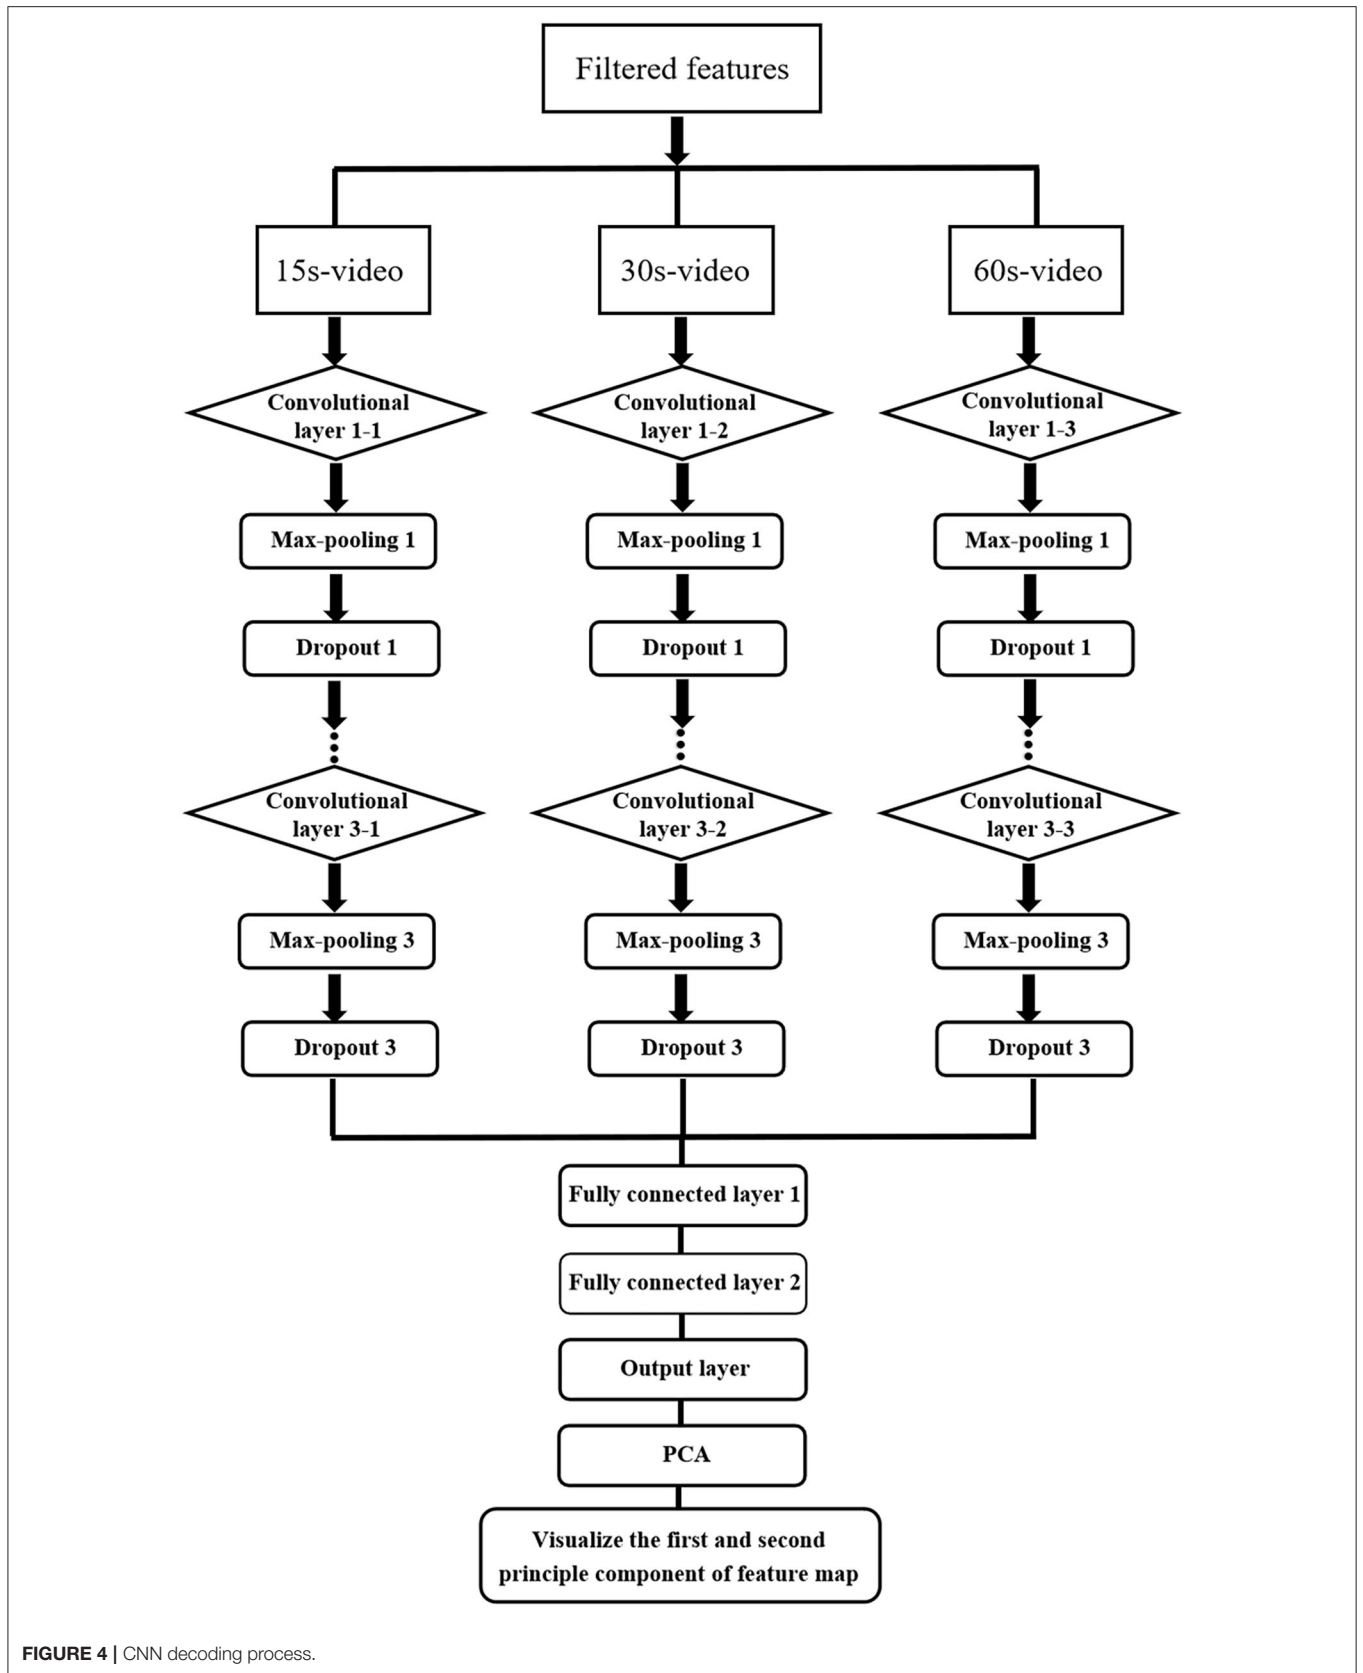 Filtered features
15s-video
30s-video
60s-video
Convolutional
layer 1-1
Convolutional
layer 1-2
Convolutional
layer 1-3
Max-pooling 1
Max-pooling 1
Max-pooling 1
Dropout 1
Dropout 1
Dropout 1
Convolutional
layer 3-1
Convolutional
layer 3-2
Convolutional
layer 3-3
Max-pooling 3
Max-pooling 3
Max-pooling 3
Dropout 3
Dropout 3
Dropout 3
Fully connected layer 1
Fully connected layer 2
Output layer
PCA
Visualize the first and second
principle component of feature map
FIGURE 4 | CNN decoding process.